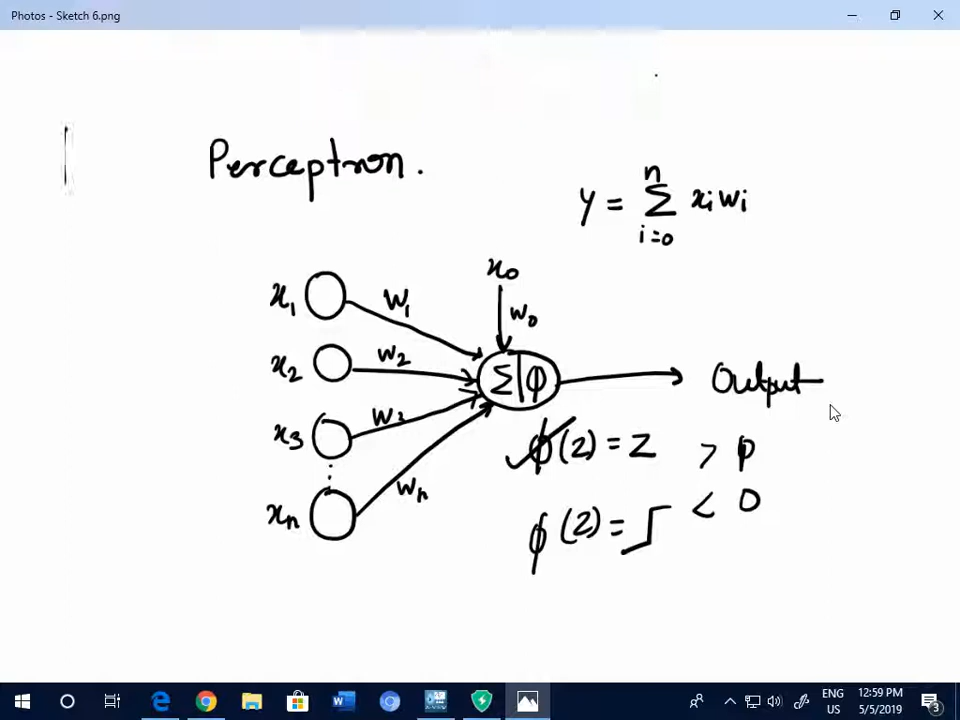 Photos - Sketch 6.png
Perceptron.
y = n Σ i=0 xiwi
x0
w0
x1
w1
x2
w2
x3
w3
xn
wn
Σ|ϕ
Output
ϕ(z) = z > p
ϕ(z) = < 0
ENG
US
12:59 PM
5/5/2019
3